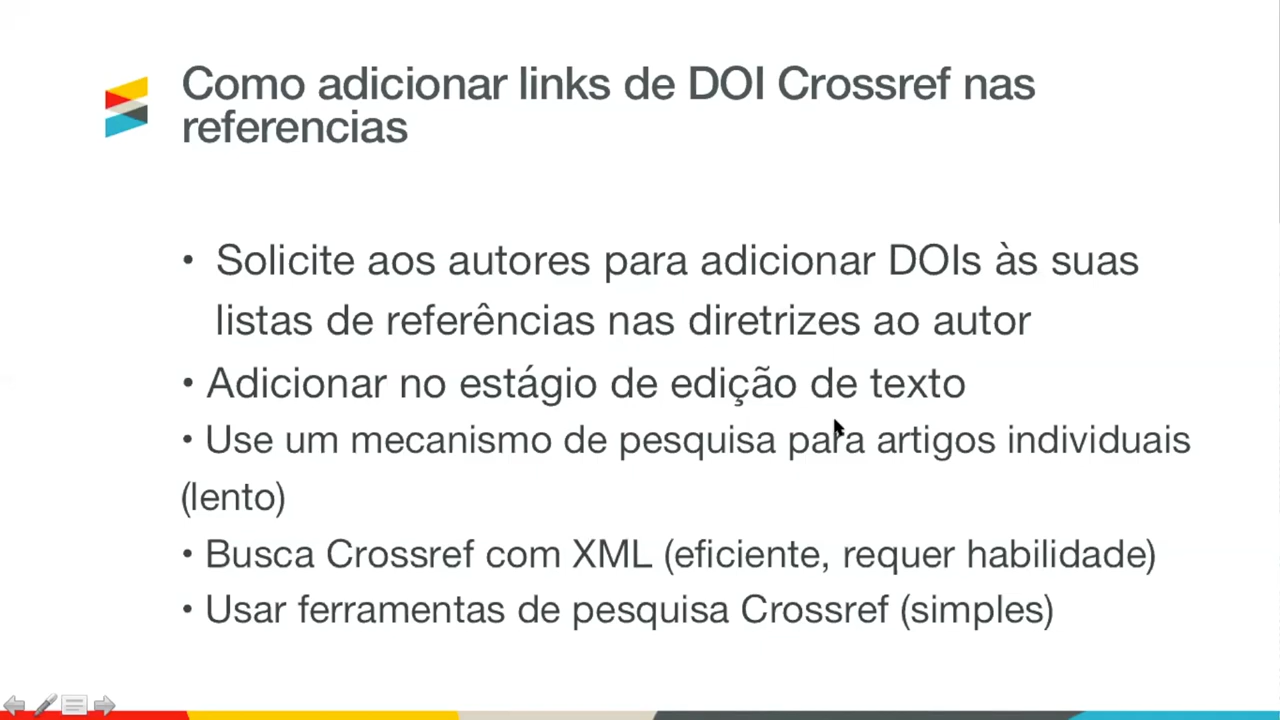 Como adicionar links de DOI Crossref nas
referencias
• Solicite aos autores para adicionar DOIs às suas
listas de referências nas diretrizes ao autor
• Adicionar no estágio de edição de texto
• Use um mecanismo de pesquisa para artigos individuais
(lento)
• Busca Crossref com XML (eficiente, requer habilidade)
• Usar ferramentas de pesquisa Crossref (simples)